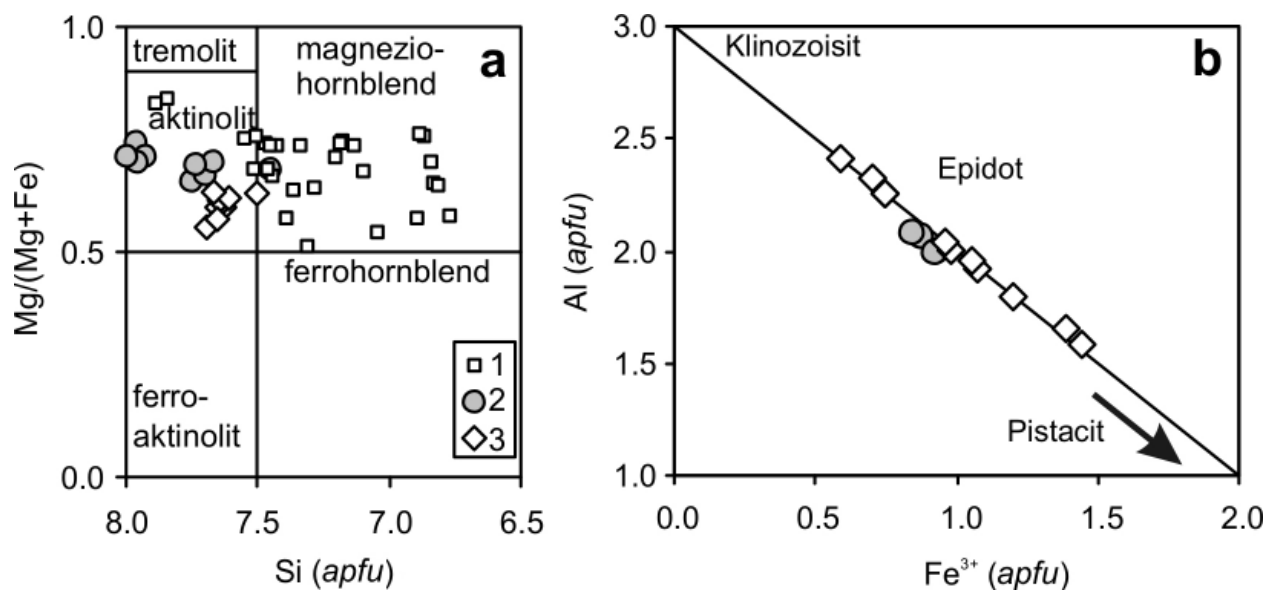 1.0
tremolit
magnezio-
hornblend
a
aktinolit
0.5
ferrohornblend
1
2
3
ferro-
aktinolit
0.0
8.0 7.5 7.0 6.5
Si (apfu)
Mg/(Mg+Fe)
3.0
Klinozoisit
b
2.5
Epidot
2.0
1.5
Pistacit
1.0
0.0 0.5 1.0 1.5 2.0
Fe³⁺ (apfu)
Al (apfu)